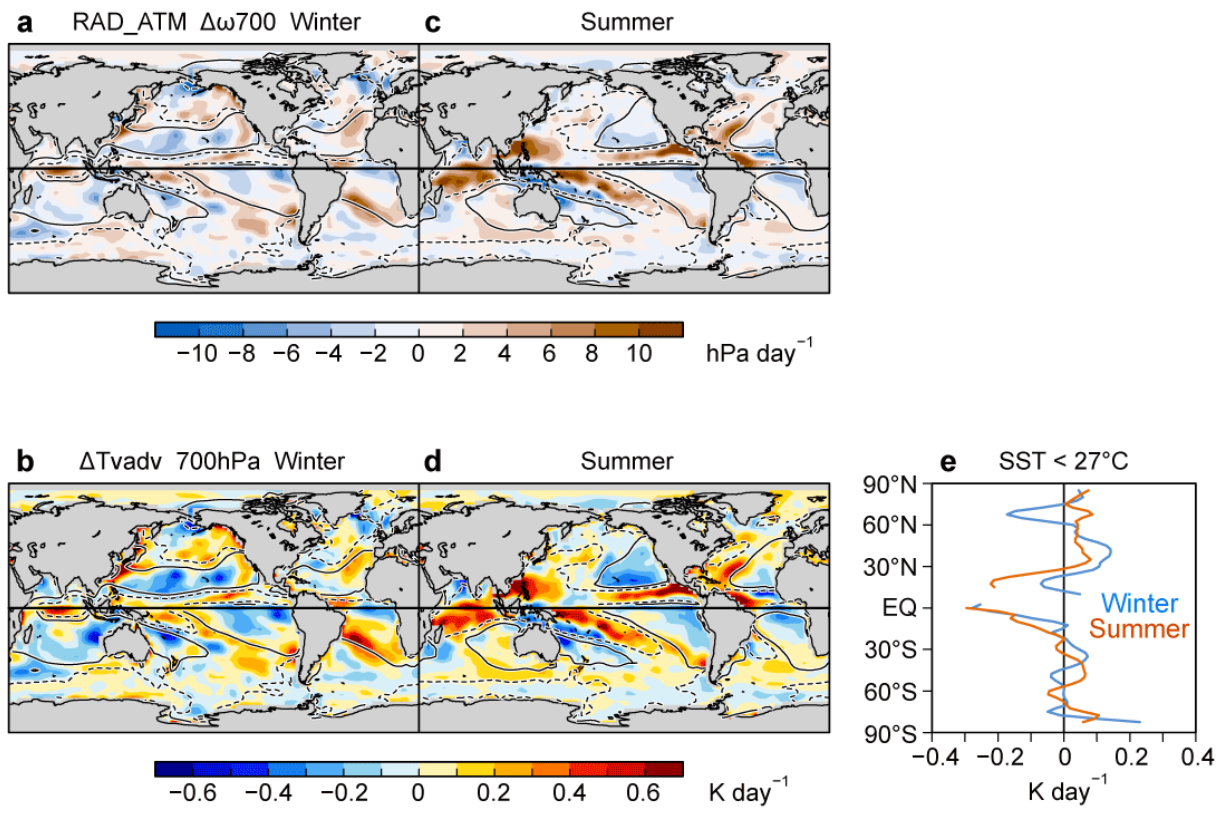 a RAD_ATM Δω700 Winter c Summer
−10 −8 −6 −4 −2 0 2 4 6 8 10 hPa day⁻¹
b ΔTvadv 700hPa Winter d Summer e SST < 27°C
90°N
60°N
30°N
EQ
30°S
60°S
90°S
Winter
Summer
−0.4 −0.2 0 0.2 0.4
K day⁻¹
−0.6 −0.4 −0.2 0 0.2 0.4 0.6 K day⁻¹